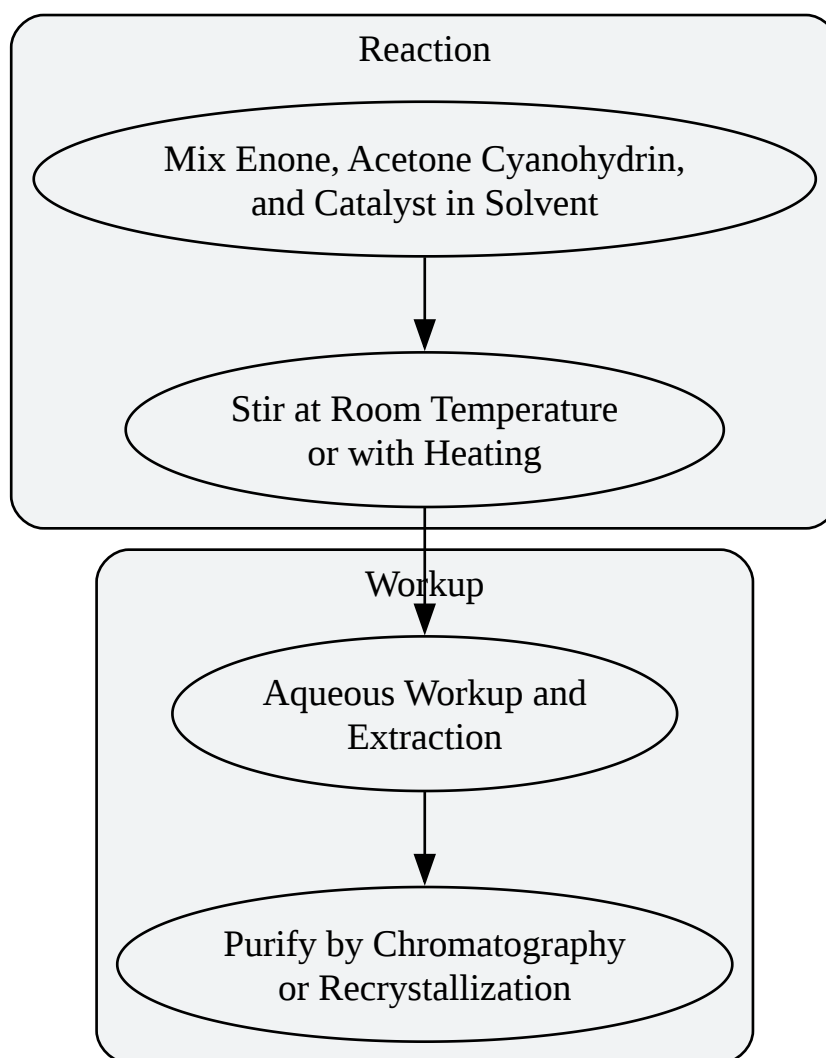 Reaction
Mix Enone, Acetone Cyanohydrin,
and Catalyst in Solvent
Stir at Room Temperature
or with Heating
Workup
Aqueous Workup and
Extraction
Purify by Chromatography
or Recrystallization